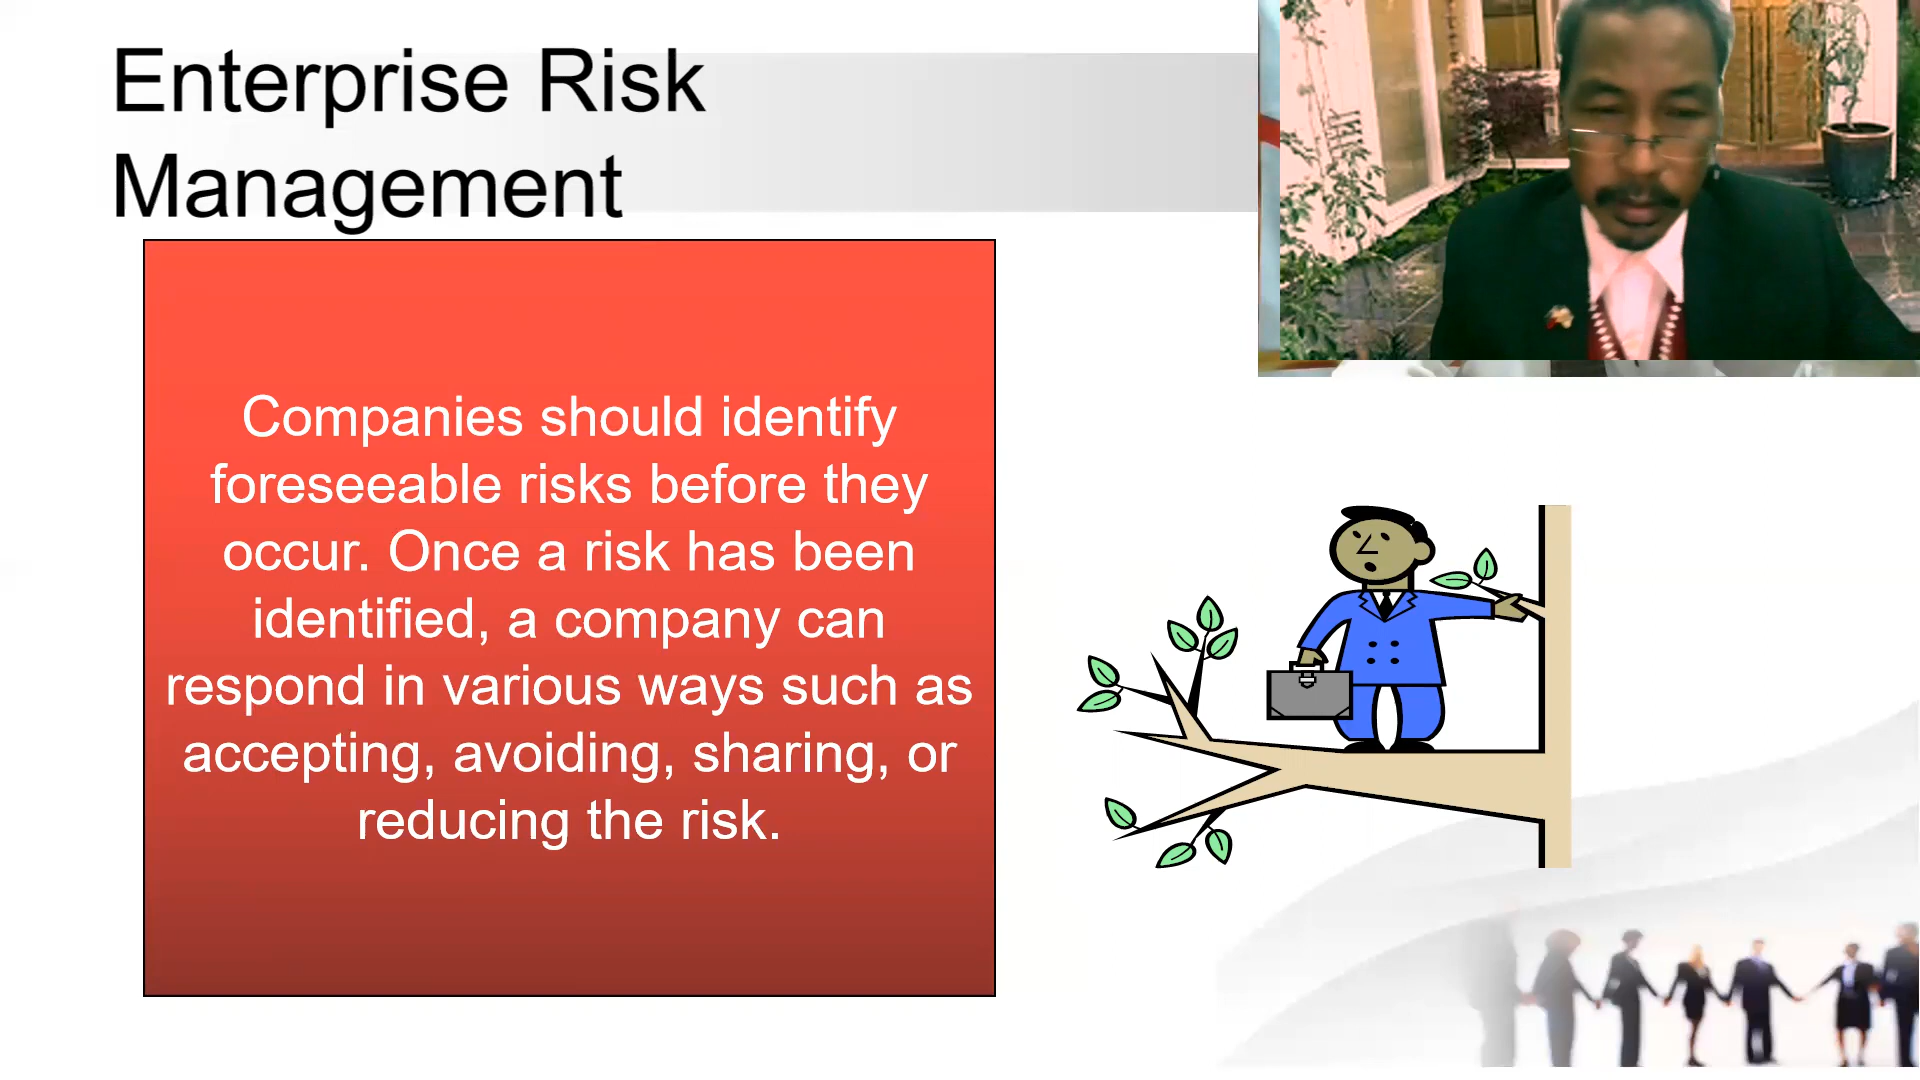 Enterprise Risk
Management
Companies should identify
foreseeable risks before they
occur. Once a risk has been
identified, a company can
respond in various ways such as
accepting, avoiding, sharing, or
reducing the risk.